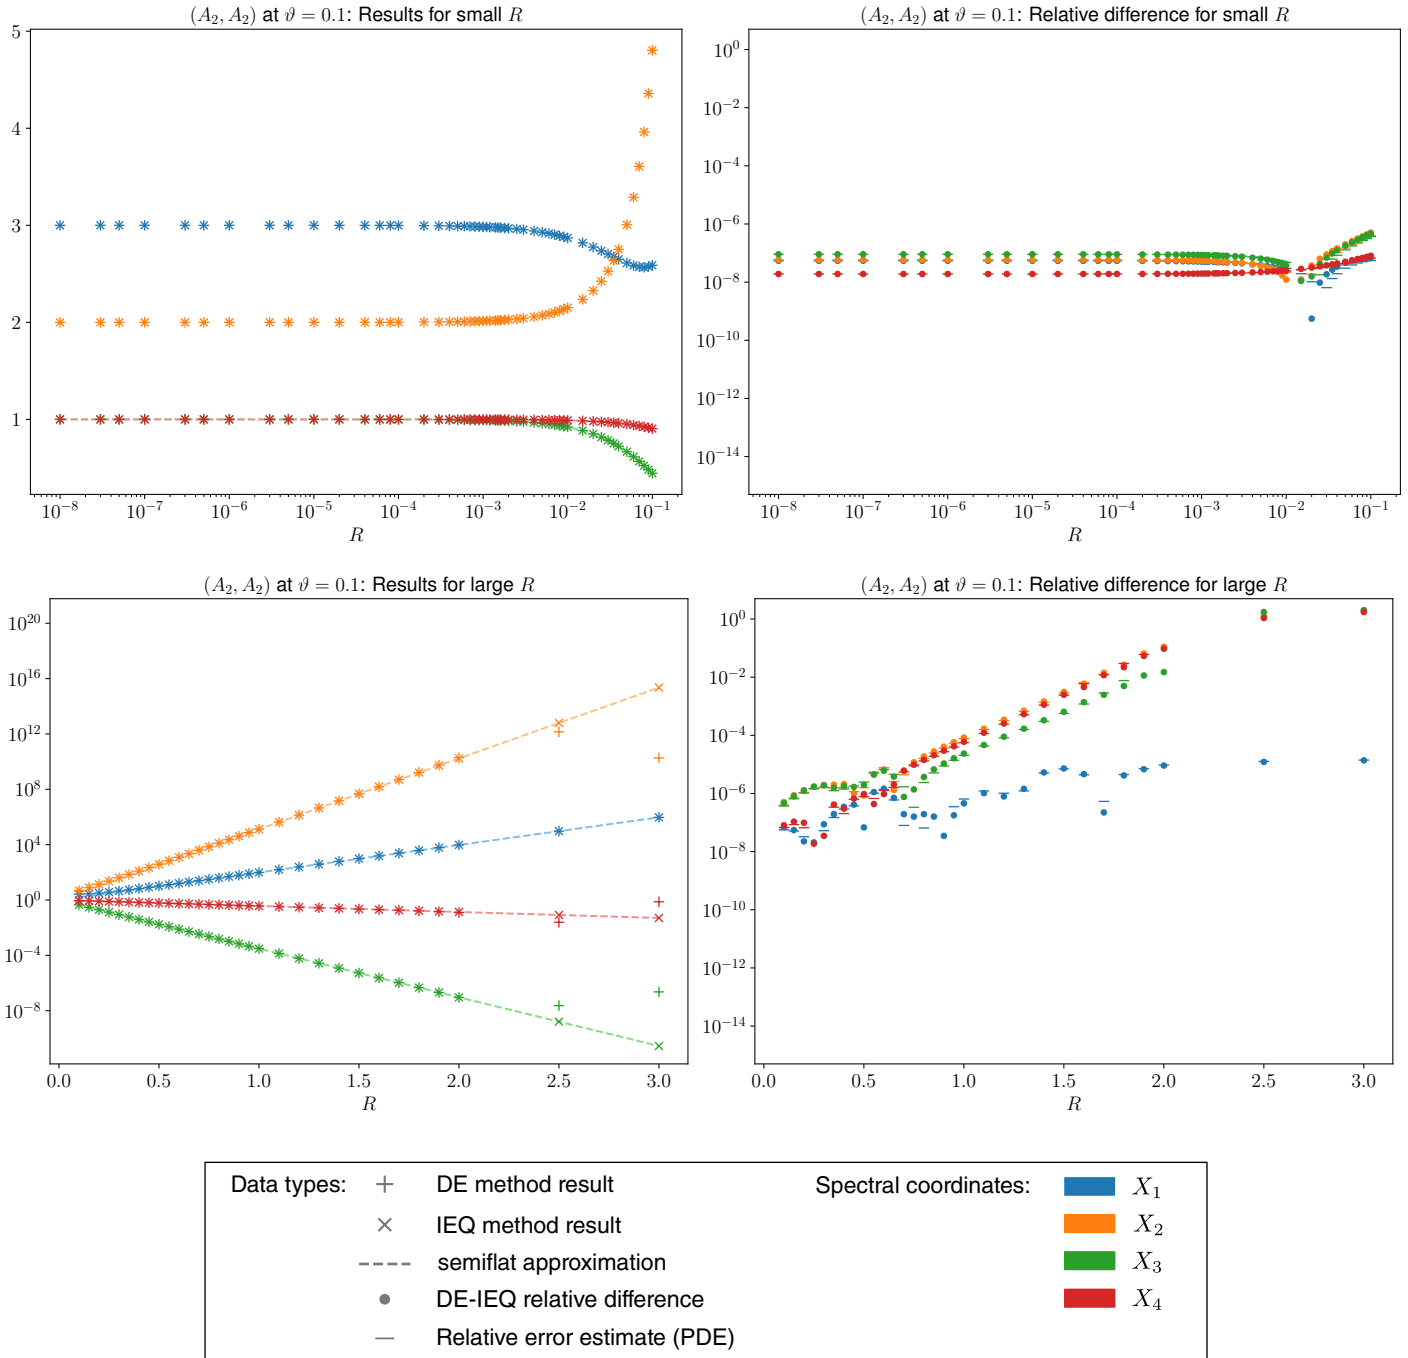 (A₂, A₂) at ϑ = 0.1: Results for small R
5
4
3
2
1
10⁻⁸ 10⁻⁷ 10⁻⁶ 10⁻⁵ 10⁻⁴ 10⁻³ 10⁻² 10⁻¹
R
(A₂, A₂) at ϑ = 0.1: Relative difference for small R
10⁰
10⁻²
10⁻⁴
10⁻⁶
10⁻⁸
10⁻¹⁰
10⁻¹²
10⁻¹⁴
10⁻⁸ 10⁻⁷ 10⁻⁶ 10⁻⁵ 10⁻⁴ 10⁻³ 10⁻² 10⁻¹
R
(A₂, A₂) at ϑ = 0.1: Results for large R
10²⁰
10¹⁶
10¹²
10⁸
10⁴
10⁰
10⁻⁴
10⁻⁸
0.0 0.5 1.0 1.5 2.0 2.5 3.0
R
(A₂, A₂) at ϑ = 0.1: Relative difference for large R
10⁰
10⁻²
10⁻⁴
10⁻⁶
10⁻⁸
10⁻¹⁰
10⁻¹²
10⁻¹⁴
0.0 0.5 1.0 1.5 2.0 2.5 3.0
R
Data types:
DE method result
IEQ method result
semiflat approximation
DE-IEQ relative difference
Relative error estimate (PDE)
Spectral coordinates:
X₁
X₂
X₃
X₄